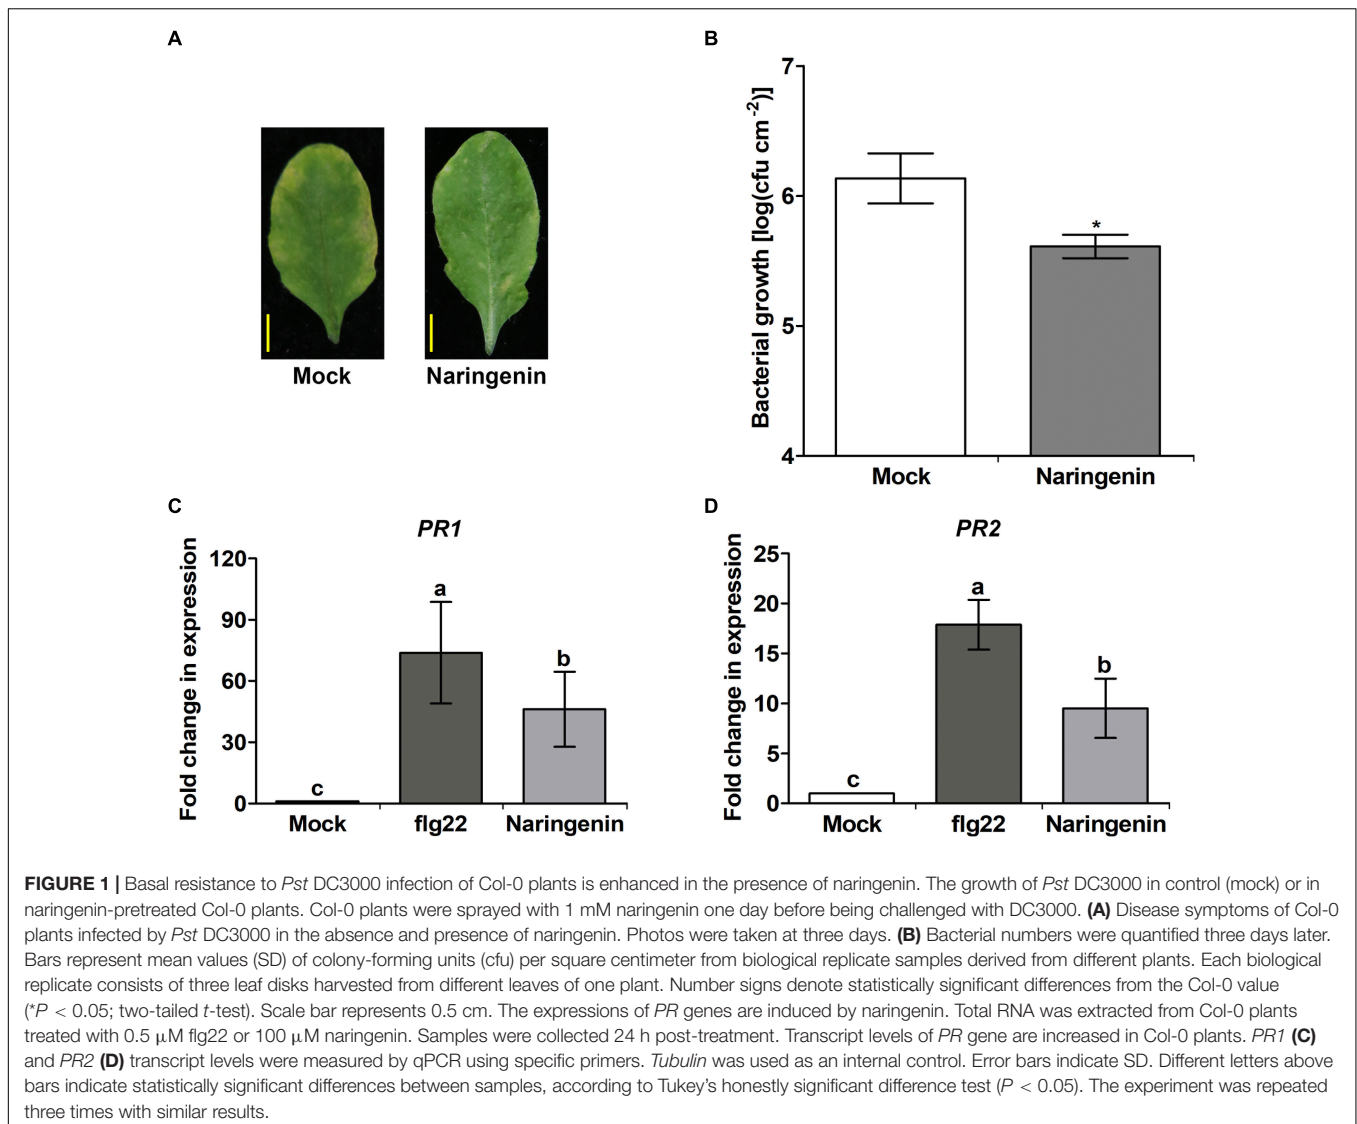 A
Mock
Naringenin
B
Bacterial growth [log(cfu cm-2)]
7
6
5
4
*
Mock
Naringenin
C
PR1
Fold change in expression
120
90
60
30
0
c
a
b
Mock
flg22
Naringenin
D
PR2
Fold change in expression
25
20
15
10
5
0
c
a
b
Mock
flg22
Naringenin
FIGURE 1 | Basal resistance to Pst DC3000 infection of Col-0 plants is enhanced in the presence of naringenin. The growth of Pst DC3000 in control (mock) or in
naringenin-pretreated Col-0 plants. Col-0 plants were sprayed with 1 mM naringenin one day before being challenged with DC3000. (A) Disease symptoms of Col-0
plants infected by Pst DC3000 in the absence and presence of naringenin. Photos were taken at three days. (B) Bacterial numbers were quantified three days later.
Bars represent mean values (SD) of colony-forming units (cfu) per square centimeter from biological replicate samples derived from different plants. Each biological
replicate consists of three leaf disks harvested from different leaves of one plant. Number signs denote statistically significant differences from the Col-0 value
(*P < 0.05; two-tailed t-test). Scale bar represents 0.5 cm. The expressions of PR genes are induced by naringenin. Total RNA was extracted from Col-0 plants
treated with 0.5 μM flg22 or 100 μM naringenin. Samples were collected 24 h post-treatment. Transcript levels of PR gene are increased in Col-0 plants. PR1 (C)
and PR2 (D) transcript levels were measured by qPCR using specific primers. Tubulin was used as an internal control. Error bars indicate SD. Different letters above
bars indicate statistically significant differences between samples, according to Tukey's honestly significant difference test (P < 0.05). The experiment was repeated
three times with similar results.